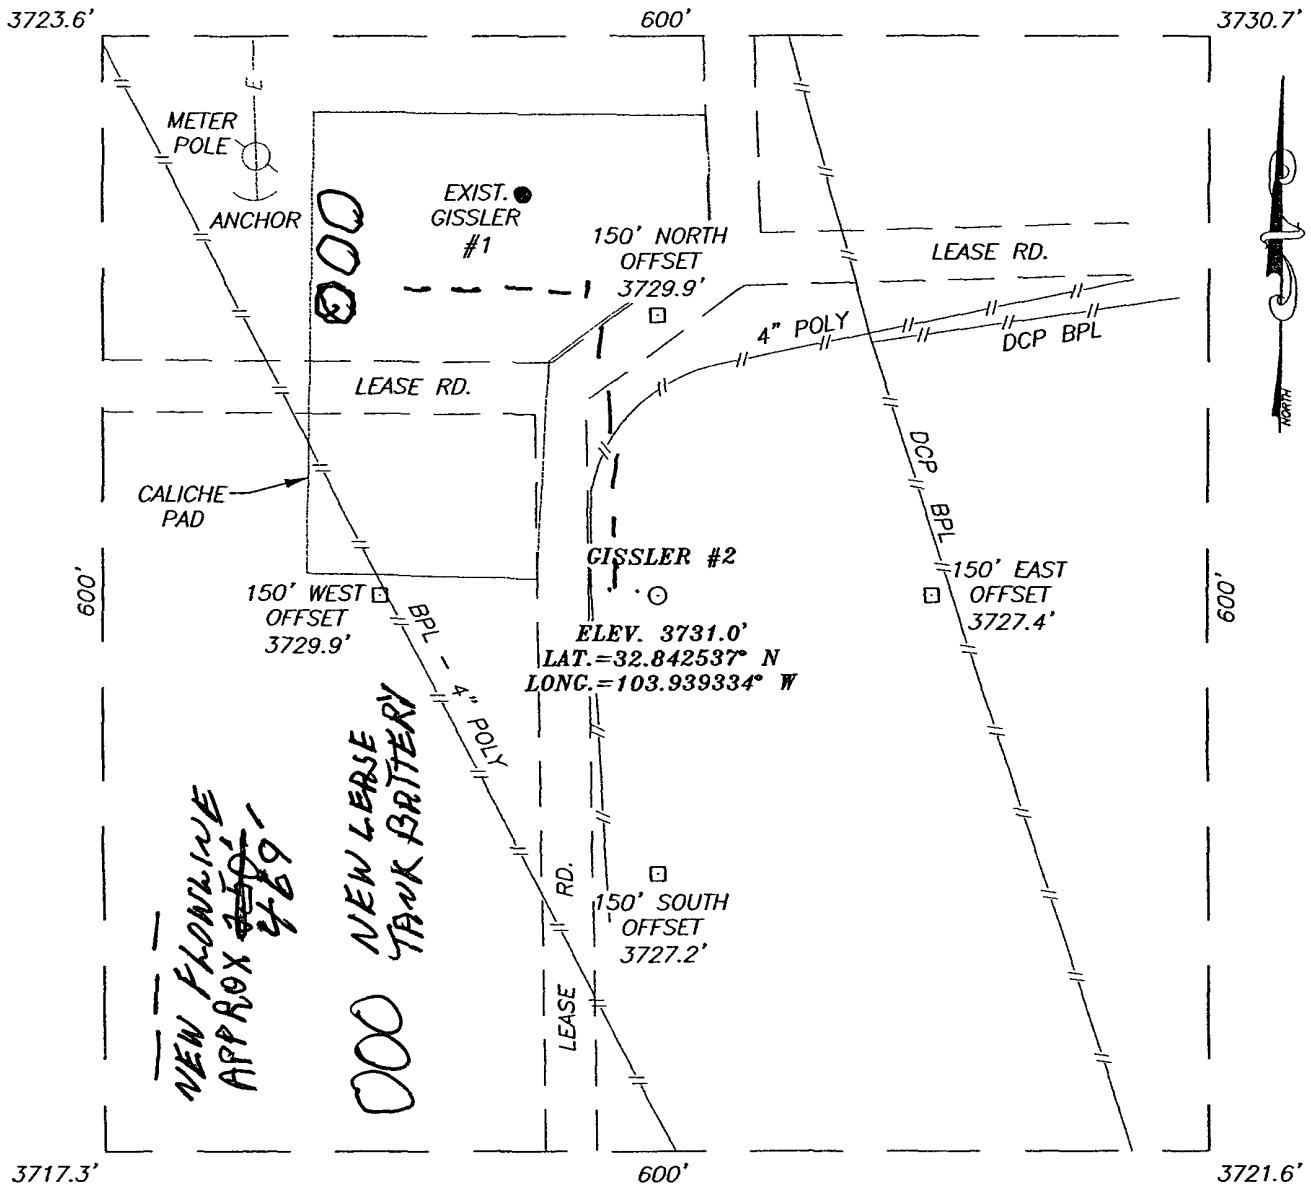 3723.6'
600'
3730.7'
E
METER
POLE
ANCHOR
EXIST.
GISSLER
#1
150' NORTH
OFFSET
3729.9'
LEASE RD.
NORTH
4" POLY
DCP BPL
LEASE RD.
CALICHE
PAD
DCP BPL
GISSLER #2
150' WEST
OFFSET
3729.9'
150' EAST
OFFSET
3727.4'
600'
600'
ELEV. 3731.0'
LAT.=32.842537° N
LONG.=103.939334° W
BPL - 4" POLY
NEW FLOWLINE
APPROX
469'
NEW LEASE
TANK BATTERY
150' SOUTH
OFFSET
3727.2'
LEASE RD.
3717.3'
600'
3721.6'